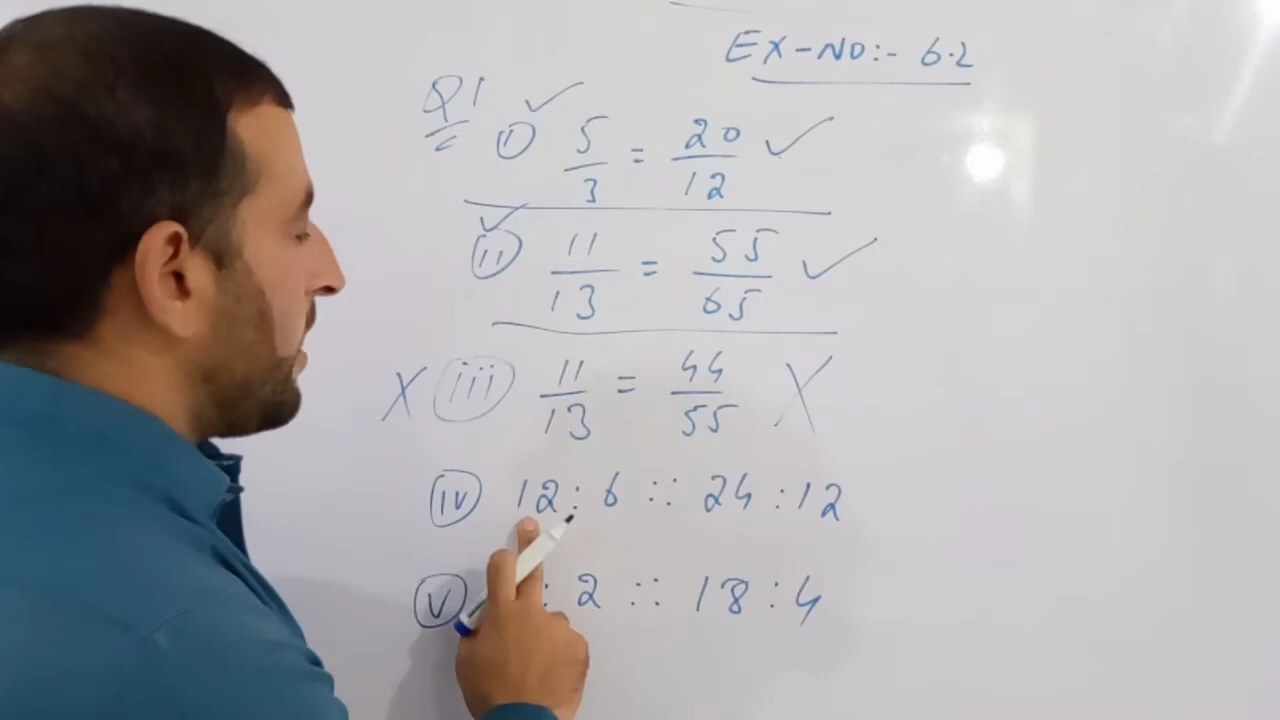 EX-NO:- 6.2
Q1
(i) 5/3 = 20/12 ✓
(ii) 11/13 = 55/65 ✓
X (iii) 11/13 = 44/55 X
(iv) 12 : 6 :: 24 : 12
(v) : 2 :: 18 : 4